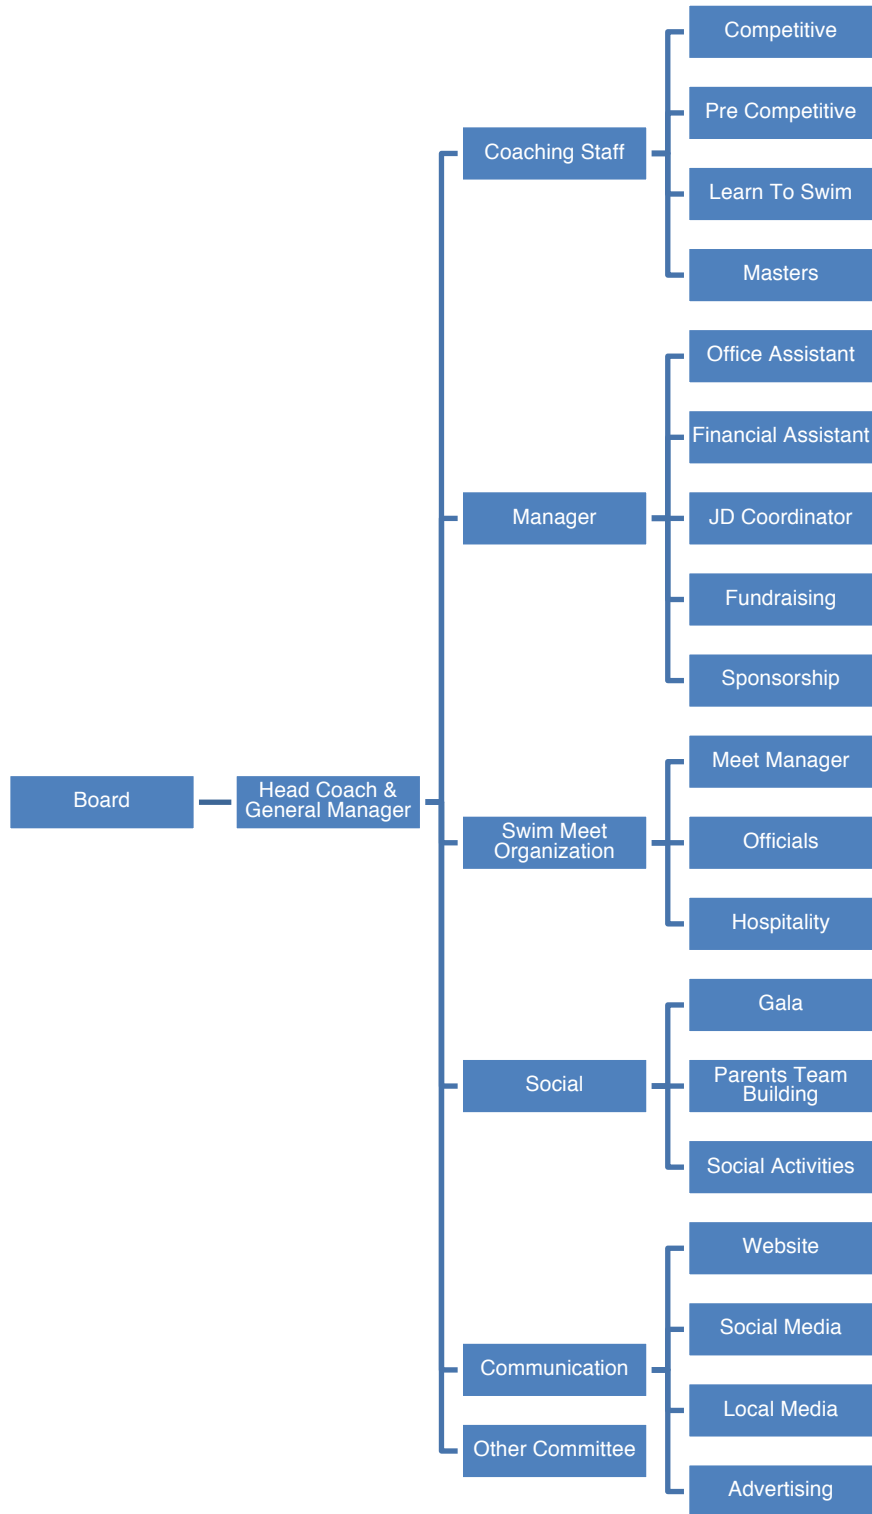 Board
Head Coach &
General Manager
Coaching Staff
Competitive
Pre Competitive
Learn To Swim
Masters
Manager
Office Assistant
Financial Assistant
JD Coordinator
Fundraising
Sponsorship
Swim Meet
Organization
Meet Manager
Officials
Hospitality
Social
Gala
Parents Team
Building
Social Activities
Communication
Website
Social Media
Local Media
Advertising
Other Committee